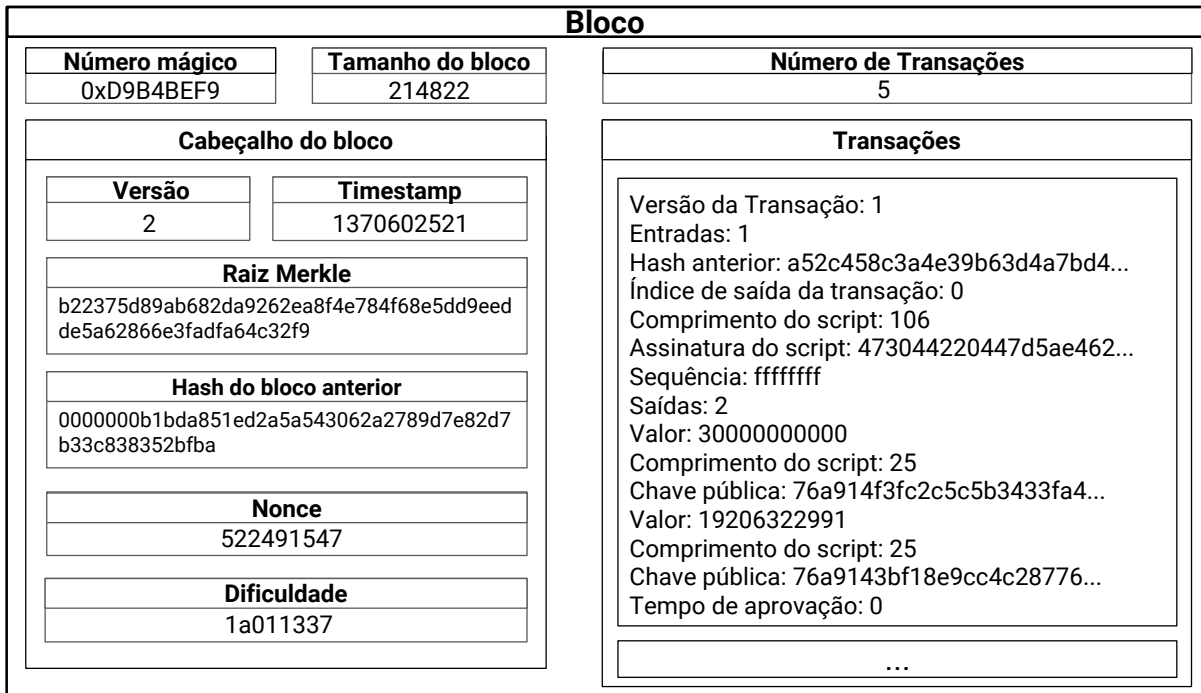 Bloco
Número mágico
0xD9B4BEF9
Tamanho do bloco
214822
Cabeçalho do bloco
Versão
2
Timestamp
1370602521
Raiz Merkle
b22375d89ab682da9262ea8f4e784f68e5dd9eed
de5a62866e3fadfa64c32f9
Hash do bloco anterior
0000000b1bda851ed2a5a543062a2789d7e82d7
b33c838352bfba
Nonce
522491547
Dificuldade
1a011337
Número de Transações
5
Transações
Versão da Transação: 1
Entradas: 1
Hash anterior: a52c458c3a4e39b63d4a7bd4...
Índice de saída da transação: 0
Comprimento do script: 106
Assinatura do script: 473044220447d5ae462...
Sequência: ffffffff
Saídas: 2
Valor: 30000000000
Comprimento do script: 25
Chave pública: 76a914f3fc2c5c5b3433fa4...
Valor: 19206322991
Comprimento do script: 25
Chave pública: 76a9143bf18e9cc4c28776...
Tempo de aprovação: 0
...